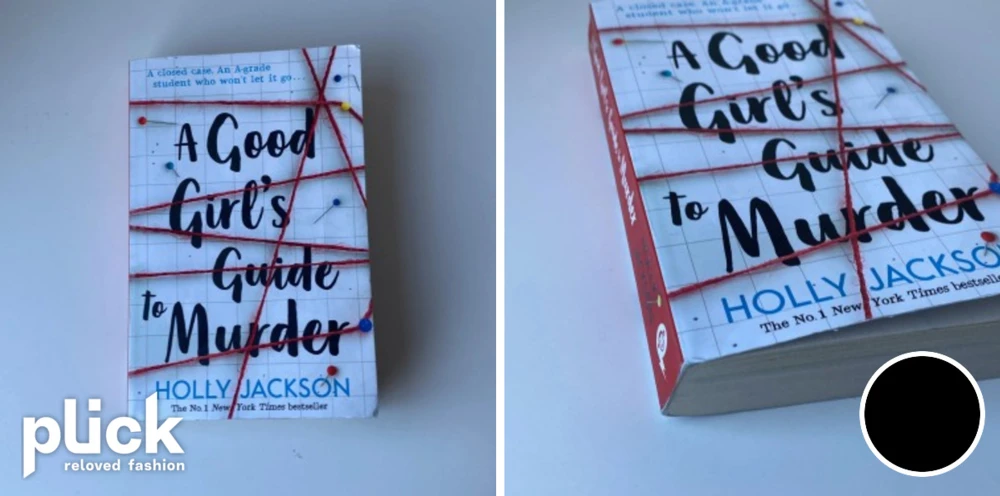 A closed case. An A-grade
student who won't let it go...
A Good
Girl's
Guide
to
Murder
HOLLY JACKSON
The No.1 New York Times bestseller
plick
reloved fashion
A closed case. An A-grade
student who won't let it go...
A Good
Girl's
Guide
to
Murder
HOLLY JACKSO
The No.1 New York Times bestselle